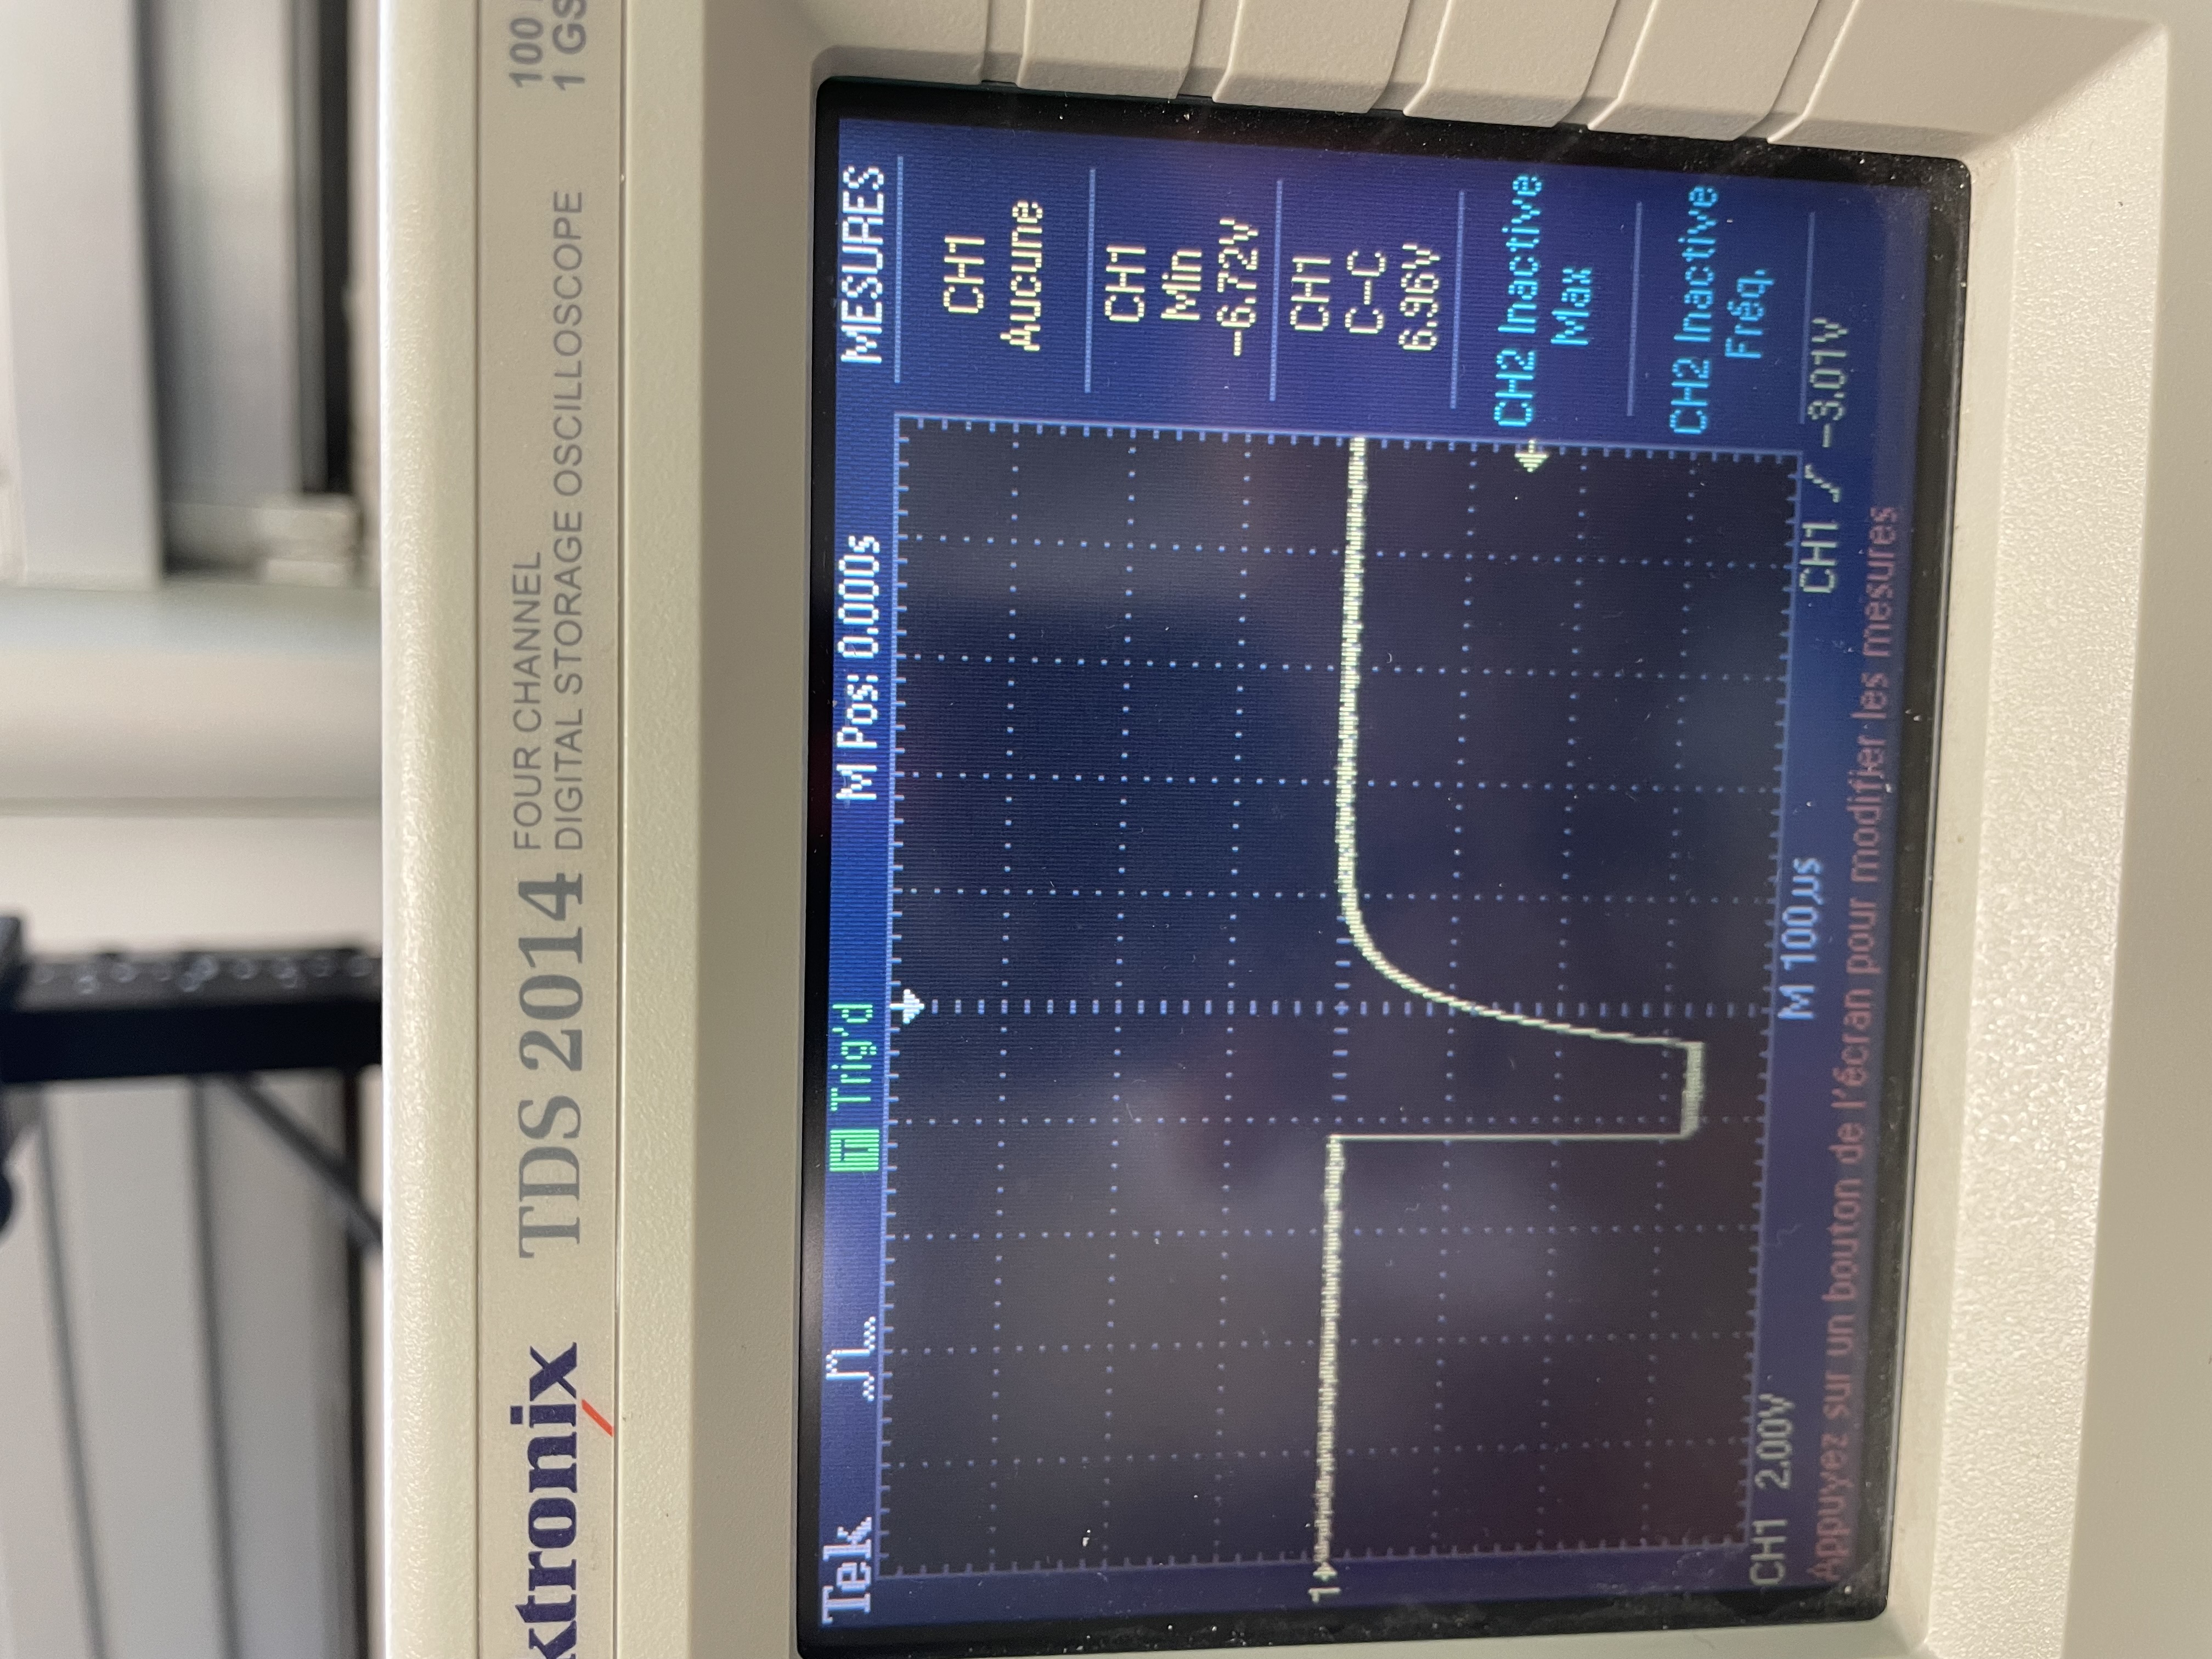 ktronix TDS 2014 FOUR CHANNEL
DIGITAL STORAGE OSCILLOSCOPE
100
1 GS
Tek Trig'd M Pos: 0.000s MESURES
CH1
Aucune
CH1
Min
-6.72V
1
CH1
C-C
6.96V
CH2 Inactive
Max
CH2 Inactive
Fréq.
CH1 2.00V M 100µs CH1 -3.01V
Appuyez sur un bouton de l'écran pour modifier les mesures